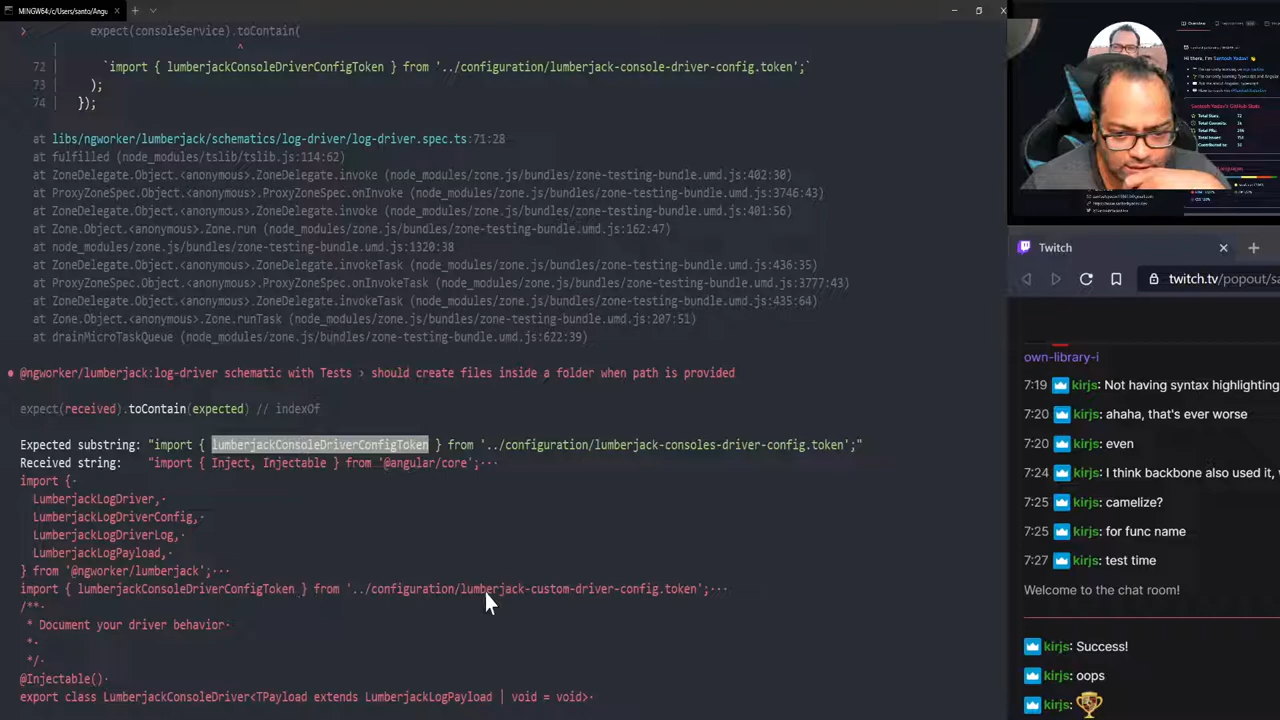 MINGW64:/c/Users/santo/Angu
expect(consoleService).toContain(
^
72 | `import { lumberjackConsoleDriverConfigToken } from '../configuration/lumberjack-console-driver-config.token';`
73 | );
74 | });
at libs/ngworker/lumberjack/schematics/log-driver/log-driver.spec.ts:71:28
at fulfilled (node_modules/tslib/tslib.js:114:62)
at ZoneDelegate.Object.<anonymous>.ZoneDelegate.invoke (node_modules/zone.js/bundles/zone-testing-bundle.umd.js:402:30)
at ProxyZoneSpec.Object.<anonymous>.ProxyZoneSpec.onInvoke (node_modules/zone.js/bundles/zone-testing-bundle.umd.js:3746:43)
at ZoneDelegate.Object.<anonymous>.ZoneDelegate.invoke (node_modules/zone.js/bundles/zone-testing-bundle.umd.js:401:56)
at Zone.Object.<anonymous>.Zone.run (node_modules/zone.js/bundles/zone-testing-bundle.umd.js:162:47)
at node_modules/zone.js/bundles/zone-testing-bundle.umd.js:1320:38
at ZoneDelegate.Object.<anonymous>.ZoneDelegate.invokeTask (node_modules/zone.js/bundles/zone-testing-bundle.umd.js:436:35)
at ProxyZoneSpec.Object.<anonymous>.ProxyZoneSpec.onInvokeTask (node_modules/zone.js/bundles/zone-testing-bundle.umd.js:3777:43)
at ZoneDelegate.Object.<anonymous>.ZoneDelegate.invokeTask (node_modules/zone.js/bundles/zone-testing-bundle.umd.js:435:64)
at Zone.Object.<anonymous>.Zone.runTask (node_modules/zone.js/bundles/zone-testing-bundle.umd.js:207:51)
at drainMicroTaskQueue (node_modules/zone.js/bundles/zone-testing-bundle.umd.js:622:39)
● @ngworker/lumberjack:log-driver schematic with Tests › should create files inside a folder when path is provided
expect(received).toContain(expected) // indexOf
Expected substring: "import { lumberjackConsoleDriverConfigToken } from '../configuration/lumberjack-consoles-driver-config.token';"
Received string: "import { Inject, Injectable } from '@angular/core';···
import {·
LumberjackLogDriver,·
LumberjackLogDriverConfig,·
LumberjackLogDriverLog,·
LumberjackLogPayload,·
} from '@ngworker/lumberjack';···
import { lumberjackConsoleDriverConfigToken } from '../configuration/lumberjack-custom-driver-config.token';···
/**·
* Document your driver behavior·
*·
*/·
@Injectable()·
export class LumberjackConsoleDriver<TPayload extends LumberjackLogPayload | void = void>·
Hi there, I'm Santosh Yadav
Santosh Yadav's GitHub Stats
Twitch
twitch.tv/popout/sa
own-library-i
7:19 kirjs: Not having syntax highlighting
7:20 kirjs: ahaha, that's ever worse
7:20 kirjs: even
7:24 kirjs: I think backbone also used it,
7:25 kirjs: camelize?
7:25 kirjs: for func name
7:27 kirjs: test time
Welcome to the chat room!
kirjs: Success!
kirjs: oops
kirjs: